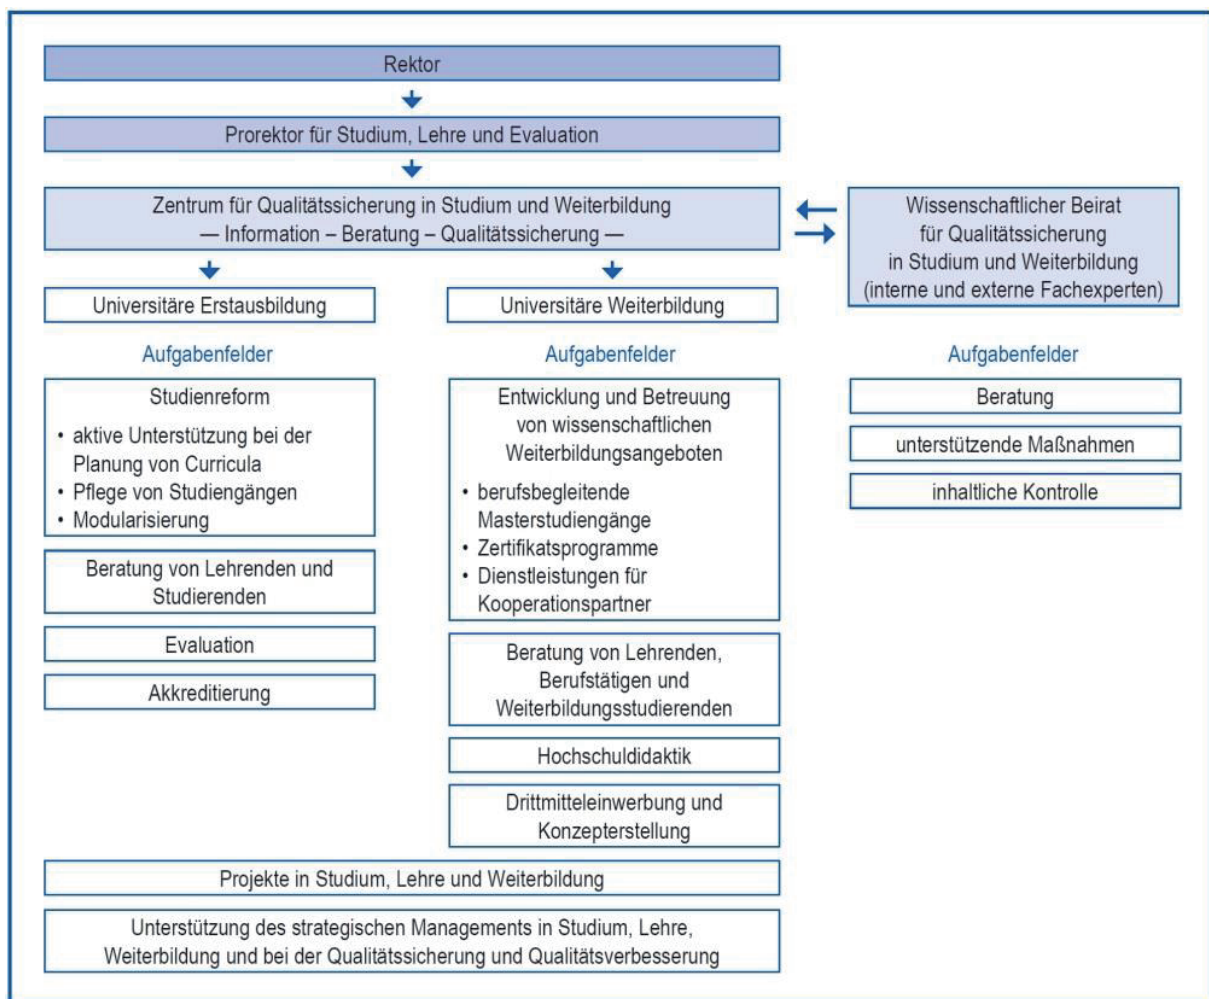 Rektor
Prorektor für Studium, Lehre und Evaluation
Zentrum für Qualitätssicherung in Studium und Weiterbildung
— Information – Beratung – Qualitätssicherung —
Wissenschaftlicher Beirat
für Qualitätssicherung
in Studium und Weiterbildung
(interne und externe Fachexperten)
Universitäre Erstausbildung
Aufgabenfelder
Studienreform
• aktive Unterstützung bei der
Planung von Curricula
• Pflege von Studiengängen
• Modularisierung
Beratung von Lehrenden und
Studierenden
Evaluation
Akkreditierung
Universitäre Weiterbildung
Aufgabenfelder
Entwicklung und Betreuung
von wissenschaftlichen
Weiterbildungsangeboten
• berufsbegleitende
Masterstudiengänge
• Zertifikatsprogramme
• Dienstleistungen für
Kooperationspartner
Beratung von Lehrenden,
Berufstätigen und
Weiterbildungsstudierenden
Hochschuldidaktik
Drittmitteleinwerbung und
Konzepterstellung
Aufgabenfelder
Beratung
unterstützende Maßnahmen
inhaltliche Kontrolle
Projekte in Studium, Lehre und Weiterbildung
Unterstützung des strategischen Managements in Studium, Lehre,
Weiterbildung und bei der Qualitätssicherung und Qualitätsverbesserung